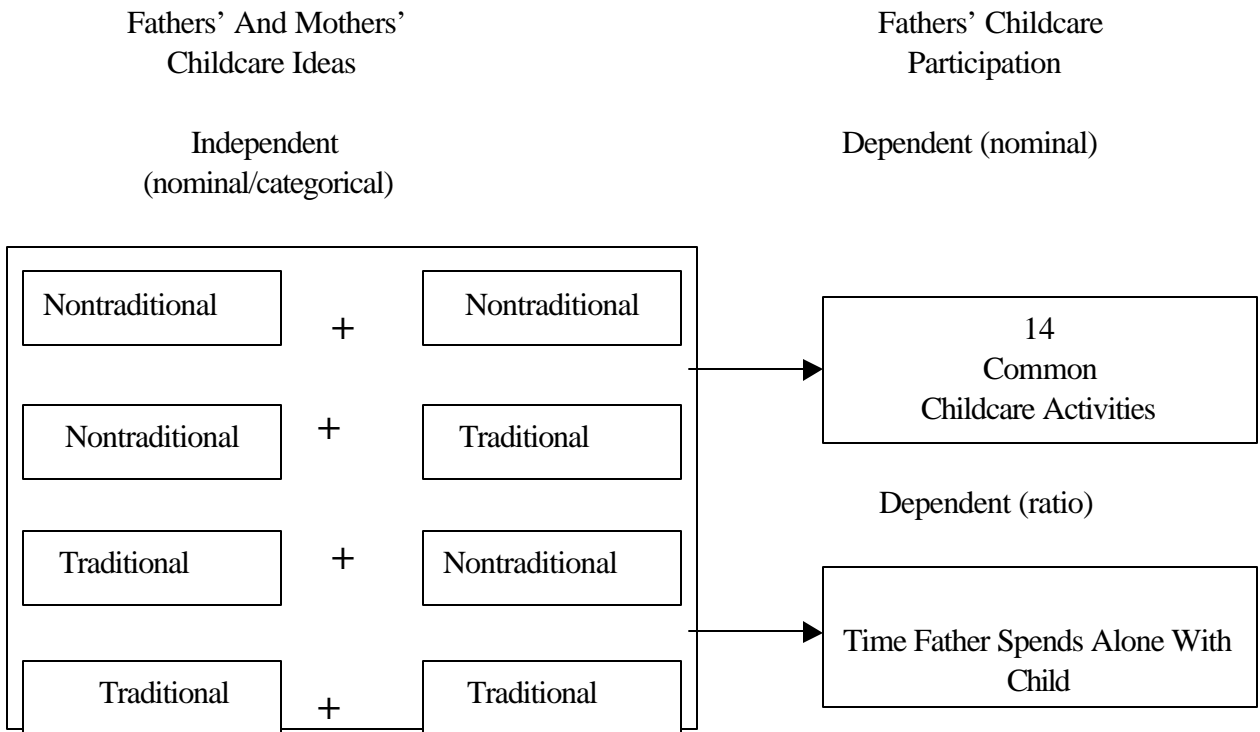 Fathers’ And Mothers’
Childcare Ideas
Fathers’ Childcare
Participation
Independent
(nominal/categorical)
Dependent (nominal)
Nontraditional + Nontraditional
Nontraditional + Traditional
Traditional + Nontraditional
Traditional + Traditional
14
Common
Childcare Activities
Dependent (ratio)
Time Father Spends Alone With
Child